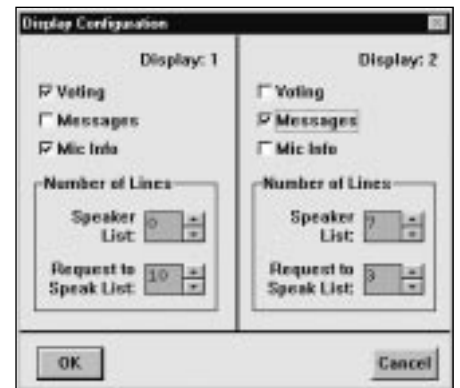 Display Configuration
Display: 1
Voting
Messages
Mic Info
Number of Lines
Speaker List: 0
Request to Speak List: 10
Display: 2
Voting
Messages
Mic Info
Number of Lines
Speaker List: 7
Request to Speak List: 3
OK
Cancel